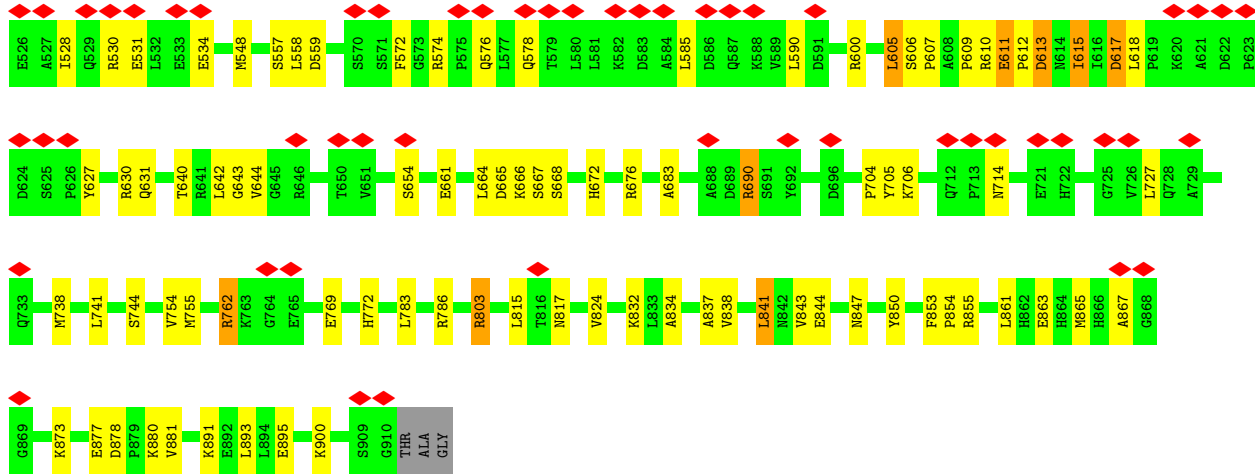 E526 A527 I528 Q529 R530 E531 L532 E533 E534 M548 S557 L558 D559 S570 S571 F572 G573 R574 P575 Q576 L577 Q578 T579 L580 L581 K582 D583 A584 L585 D586 Q587 K588 V589 L590 D591 R600 L605 S606 P607 A608 P609 R610 E611 P612 D613 N614 I615 I616 D617 L618 P619 K620 A621 D622 P623
D624 S625 P626 Y627 R630 Q631 T640 R641 L642 G643 V644 G645 R646 T650 V651 S654 E661 L664 D665 K666 S667 S668 H672 R676 A683 A688 D689 R690 S691 Y692 D696 P704 Y705 K706 Q712 P713 N714 E721 H722 G725 V726 L727 Q728 A729
Q733 M738 L741 S744 V754 M755 R762 K763 G764 E765 E769 H772 L783 R786 R803 L815 T816 N817 V824 K832 L833 A834 A837 V838 L841 N842 V843 E844 N847 Y850 F853 P854 R855 L861 H862 E863 H864 M865 H866 A867 G868
G869 K873 E877 D878 P879 K880 V881 K891 E892 L893 L894 E895 K900 S909 G910 THR ALA GLY